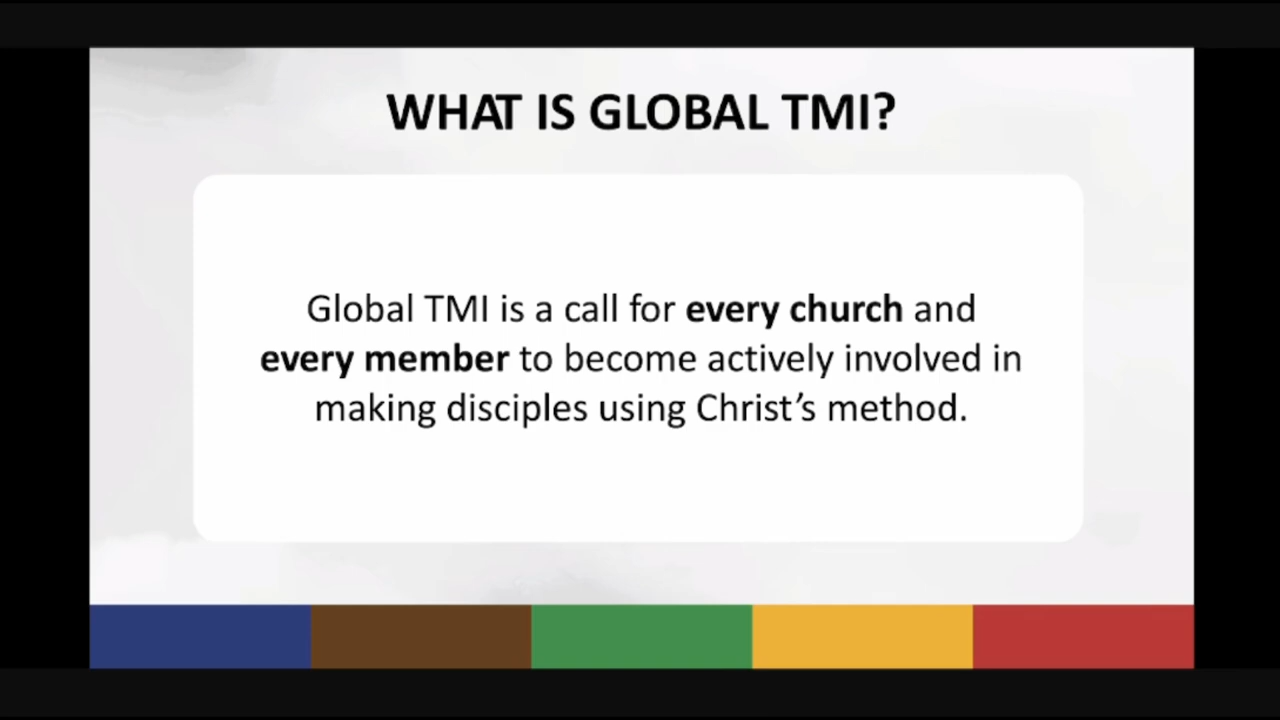 WHAT IS GLOBAL TMI?
Global TMI is a call for every church and
every member to become actively involved in
making disciples using Christ’s method.